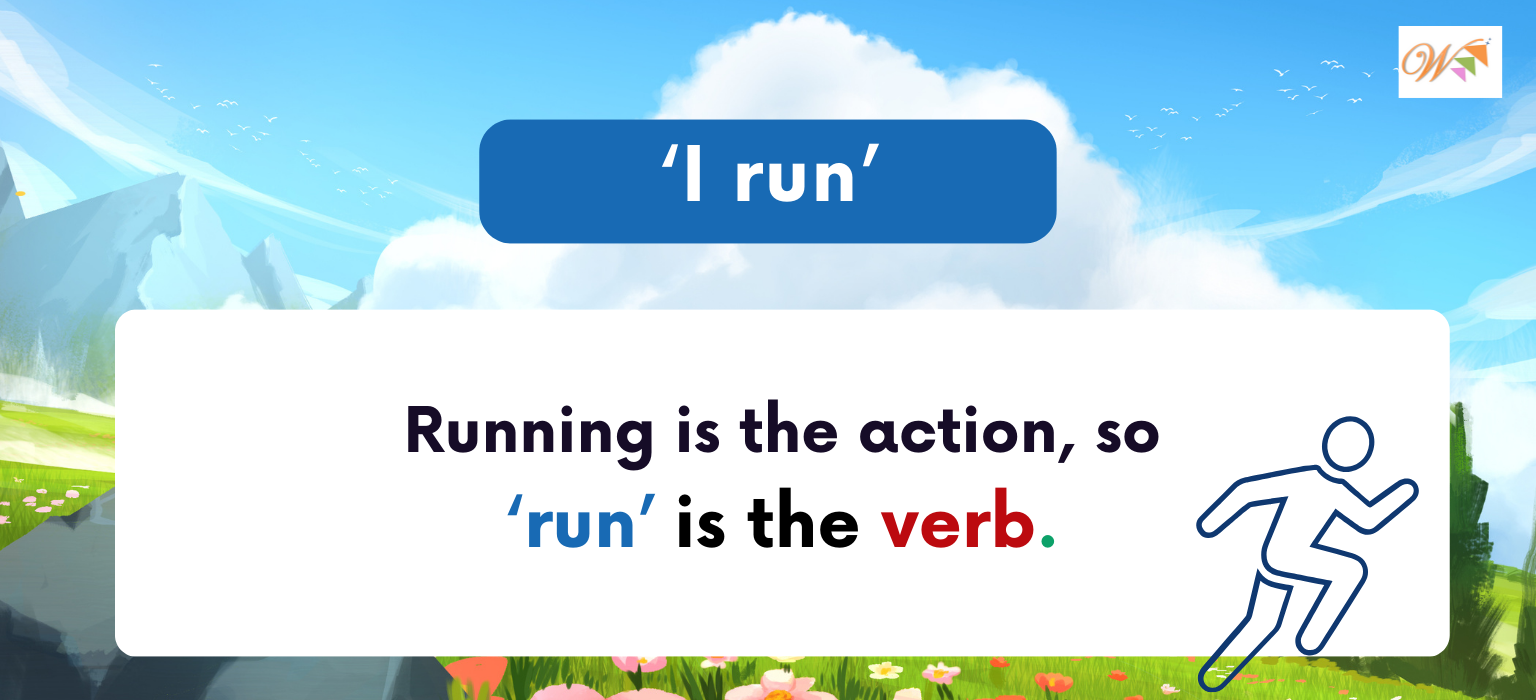 W
‘I run’
Running is the action, so
‘run’ is the verb.